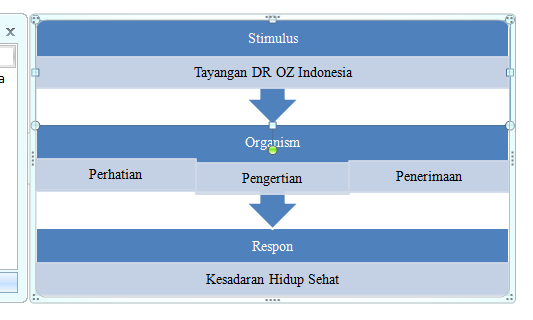 Stimulus
Tayangan DR OZ Indonesia
Organism
Perhatian
Pengertian
Penerimaan
Respon
Kesadaran Hidup Sehat